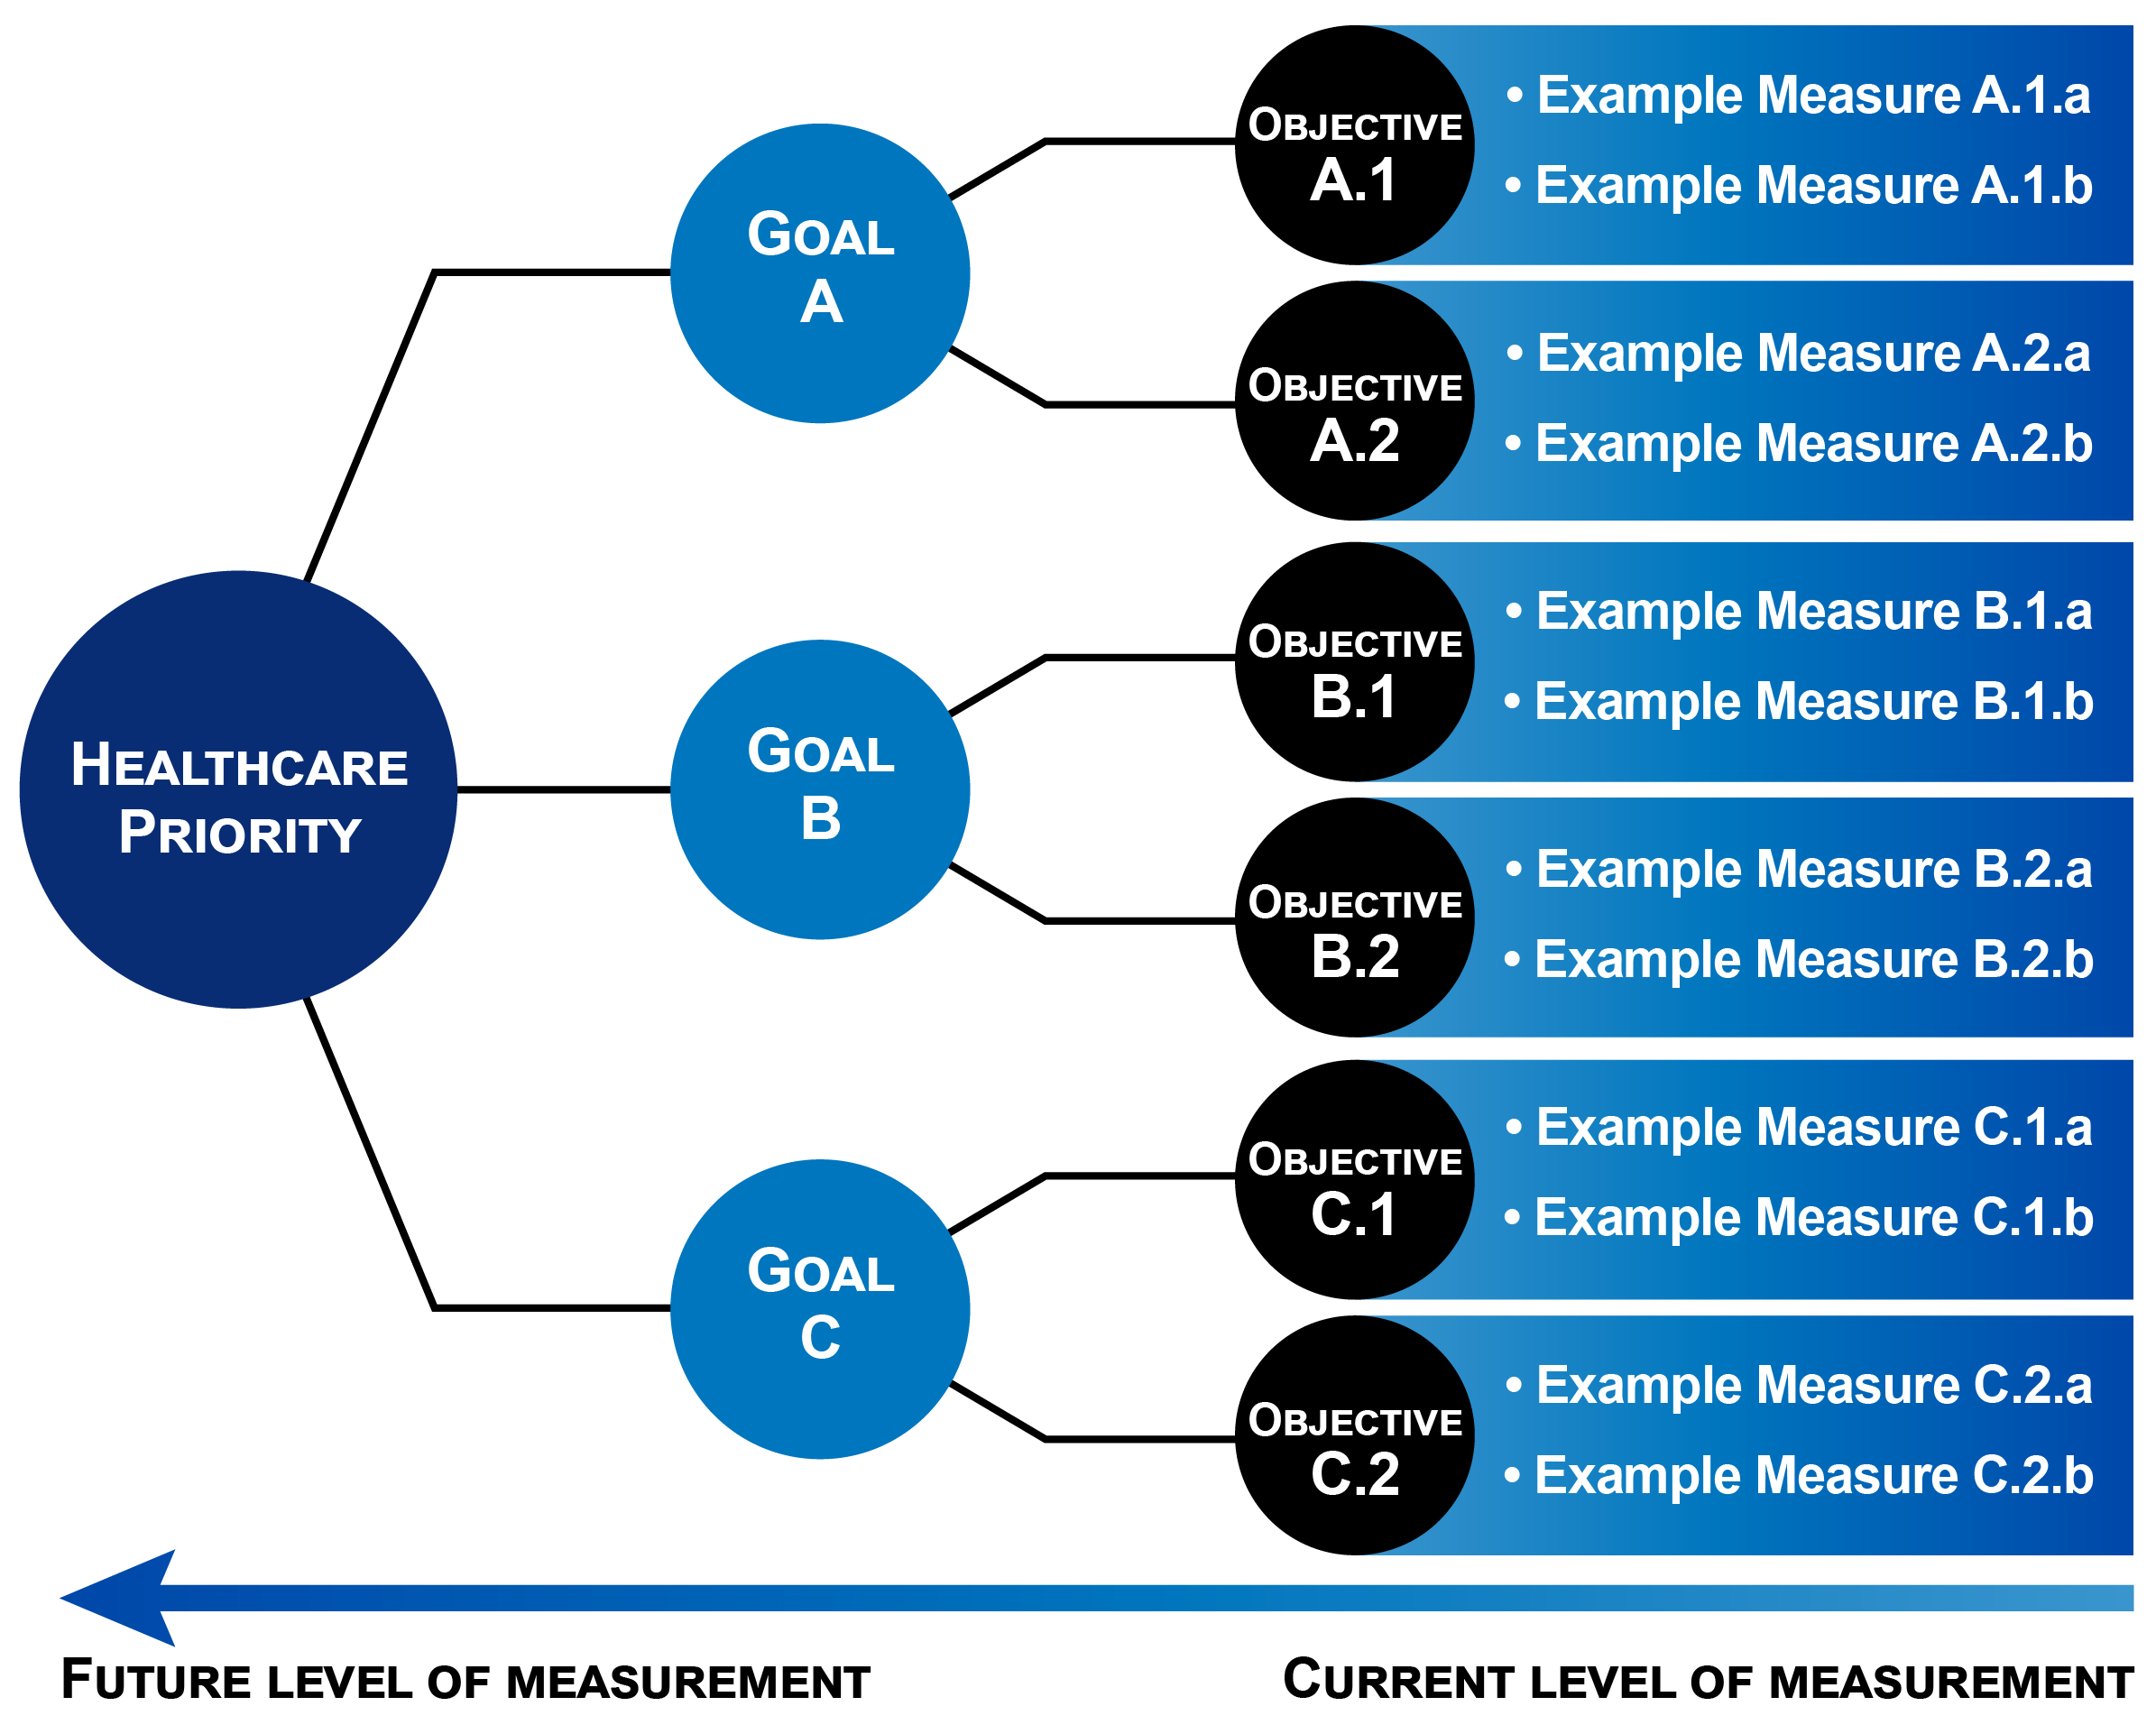 HEALTHCARE
PRIORITY
GOAL
A
GOAL
B
GOAL
C
OBJECTIVE
A.1
• Example Measure A.1.a
• Example Measure A.1.b
OBJECTIVE
A.2
• Example Measure A.2.a
• Example Measure A.2.b
OBJECTIVE
B.1
• Example Measure B.1.a
• Example Measure B.1.b
OBJECTIVE
B.2
• Example Measure B.2.a
• Example Measure B.2.b
OBJECTIVE
C.1
• Example Measure C.1.a
• Example Measure C.1.b
OBJECTIVE
C.2
• Example Measure C.2.a
• Example Measure C.2.b
FUTURE LEVEL OF MEASUREMENT
CURRENT LEVEL OF MEASUREMENT